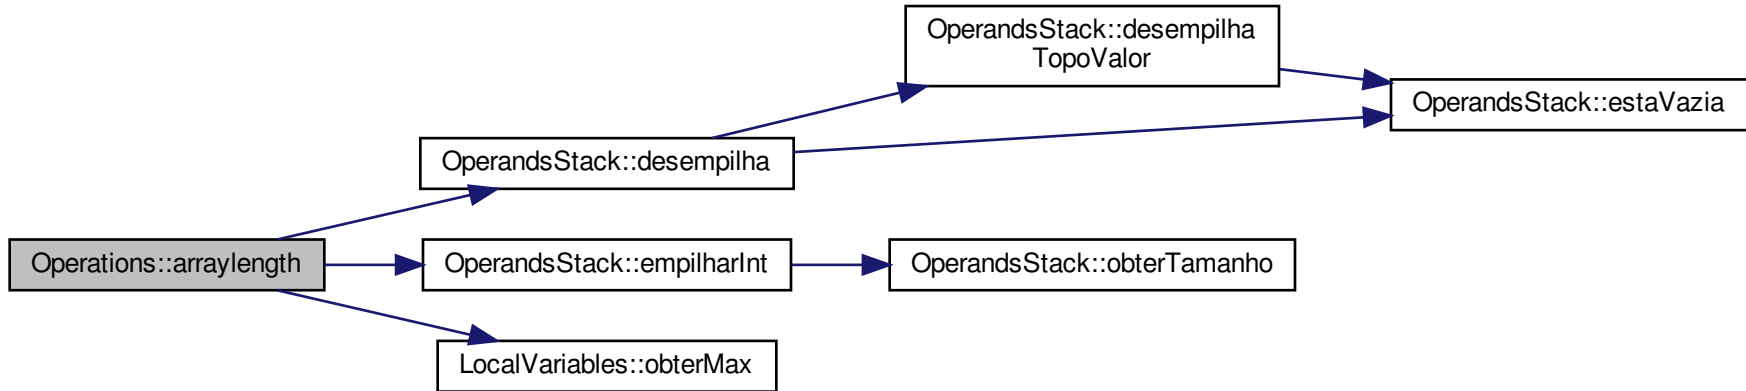 OperandsStack::desempilha
TopoValor
OperandsStack::estaVazia
OperandsStack::desempilha
Operations::arraylength
OperandsStack::empilharInt
OperandsStack::obterTamanho
LocalVariables::obterMax